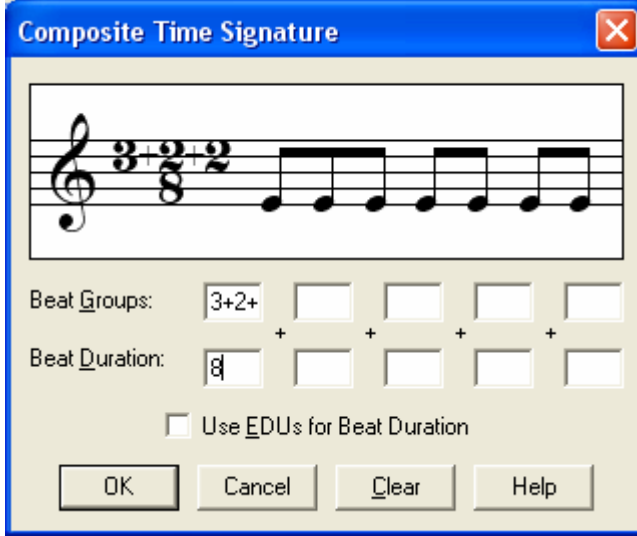 Composite Time Signature
3+2+2
8
Beat Groups: 3+2+
+ + + +
Beat Duration: 8
Use EDUs for Beat Duration
OK Cancel Clear Help